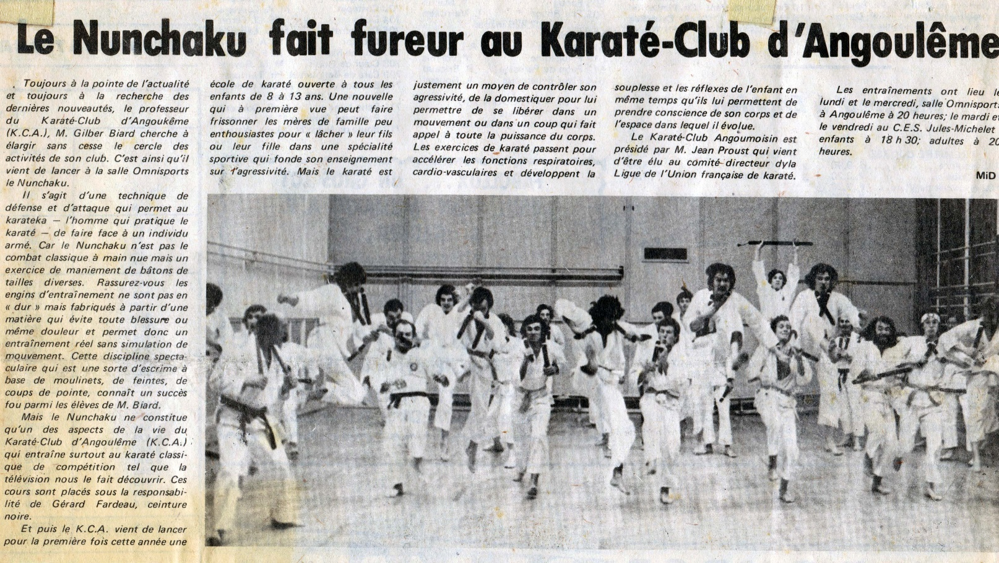 Le Nunchaku fait fureur au Karaté-Club d'Angoulême
Toujours à la pointe de l'actualité
et toujours à la recherche des
dernières nouveautés, le professeur
du Karaté-Club d'Angoukême
(K.C.A.), M. Gilber Biard cherche à
élargir sans cesse le cercle des
activités de son club. C'est ainsi qu'il
vient de lancer à la salle Omnisports
le Nunchaku.
Il s'agit d'une technique de
défense et d'attaque qui permet au
karateka — l'homme qui pratique le
karaté — de faire face à un individu
armé. Car le Nunchaku n'est pas le
combat classique à main nue mais un
exercice de maniement de bâtons de
tailles diverses. Rassurez-vous les
engins d'entraînement ne sont pas en
« dur » mais fabriqués à partir d'une
matière qui évite toute blessure ou
même douleur et permet donc un
entraînement réel sans simulation de
mouvement. Cette discipline specta-
culaire qui est une sorte d'escrime à
base de moulinets, de feintes, de
coups de pointe, connaît un succès
fou parmi les élèves de M. Biard.
Mais le Nunchaku ne constitue
qu'un des aspects de la vie du
Karaté-Club d'Angoulême (K.C.A.)
qui entraîne surtout au karaté classi-
que de compétition tel que la
télévision nous le fait découvrir. Ces
cours sont placés sous la responsabi-
lité de Gérard Fardeau, ceinture
noire.
Et puis le K.C.A. vient de lancer
pour la première fois cette année une
école de karaté ouverte à tous les
enfants de 8 à 13 ans. Une nouvelle
qui à première vue peut faire
frissonner les mères de famille peu
enthousiastes pour « lâcher » leur fils
ou leur fille dans une spécialité
sportive qui fonde son enseignement
sur l'agressivité. Mais le karaté est
justement un moyen de contrôler son
agressivité, de la domestiquer pour lui
permettre de se libérer dans un
mouvement ou dans un coup qui fait
appel à toute la puissance du corps.
Les exercices de karaté passent pour
accélérer les fonctions respiratoires,
cardio-vasculaires et développent la
souplesse et les réflexes de l'enfant en
même temps qu'ils lui permettent de
prendre conscience de son corps et de
l'espace dans lequel il évolue.
Le Karaté-Club Angoumoisin est
présidé par M. Jean Proust qui vient
d'être élu au comité directeur dyla
Ligue de l'Union française de karaté.
Les entraînements ont lieu le
lundi et le mercredi, salle Omnisports
à Angoulême à 20 heures; le mardi et
le vendredi au C.E.S. Jules-Michelet
enfants à 18 h 30; adultes à 20
heures.
MiD